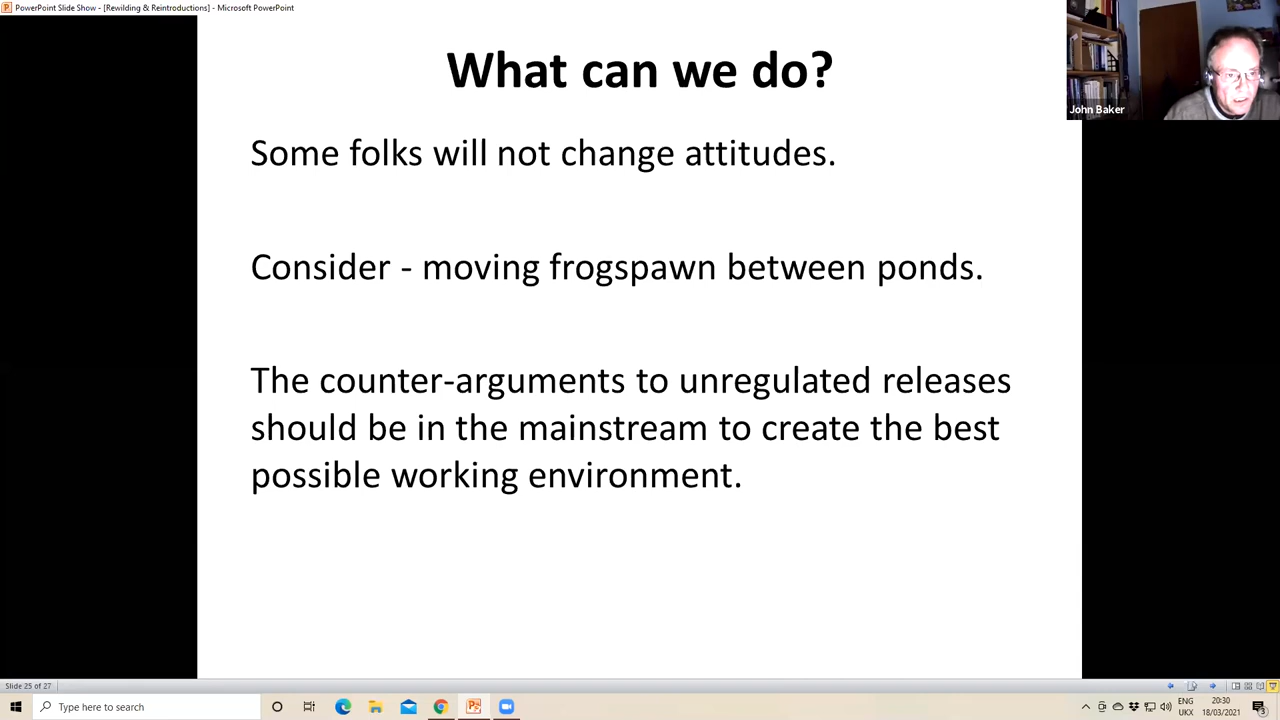 PowerPoint Slide Show - [Rewilding & Reintroductions] - Microsoft PowerPoint
What can we do?
John Baker
Some folks will not change attitudes.
Consider - moving frogspawn between ponds.
The counter-arguments to unregulated releases
should be in the mainstream to create the best
possible working environment.
Slide 25 of 27
Type here to search
ENG
UKX
20:30
18/03/2021
3